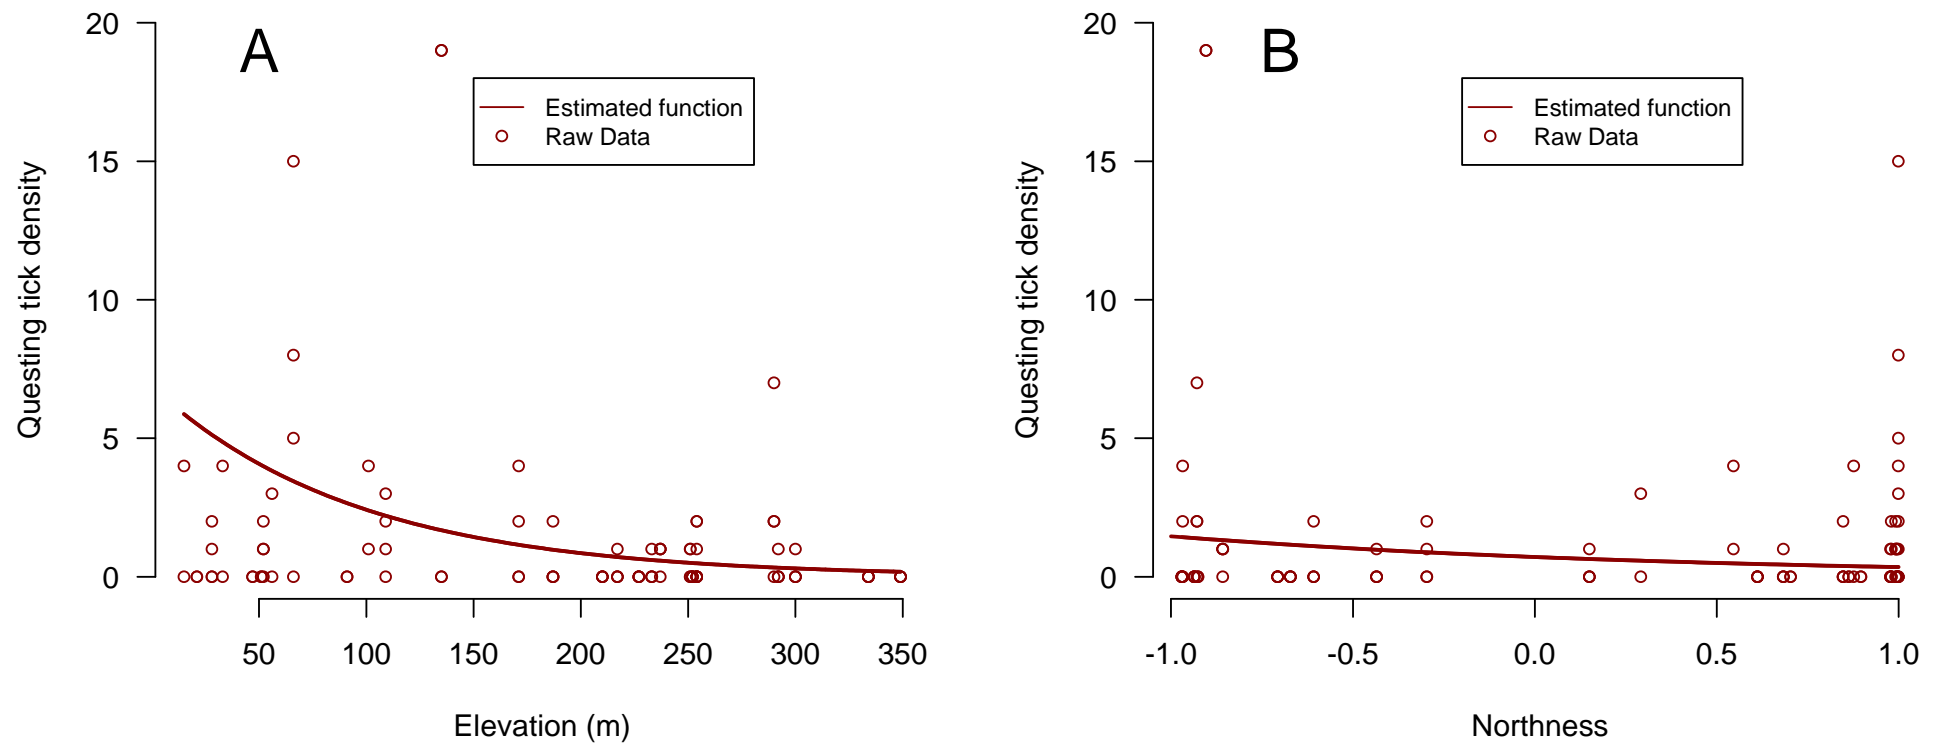 A
Estimated function
Raw Data
Questing tick density
20
15
10
5
0
50 100 150 200 250 300 350
Elevation (m)
B
Estimated function
Raw Data
Questing tick density
20
15
10
5
0
-1.0 -0.5 0.0 0.5 1.0
Northness